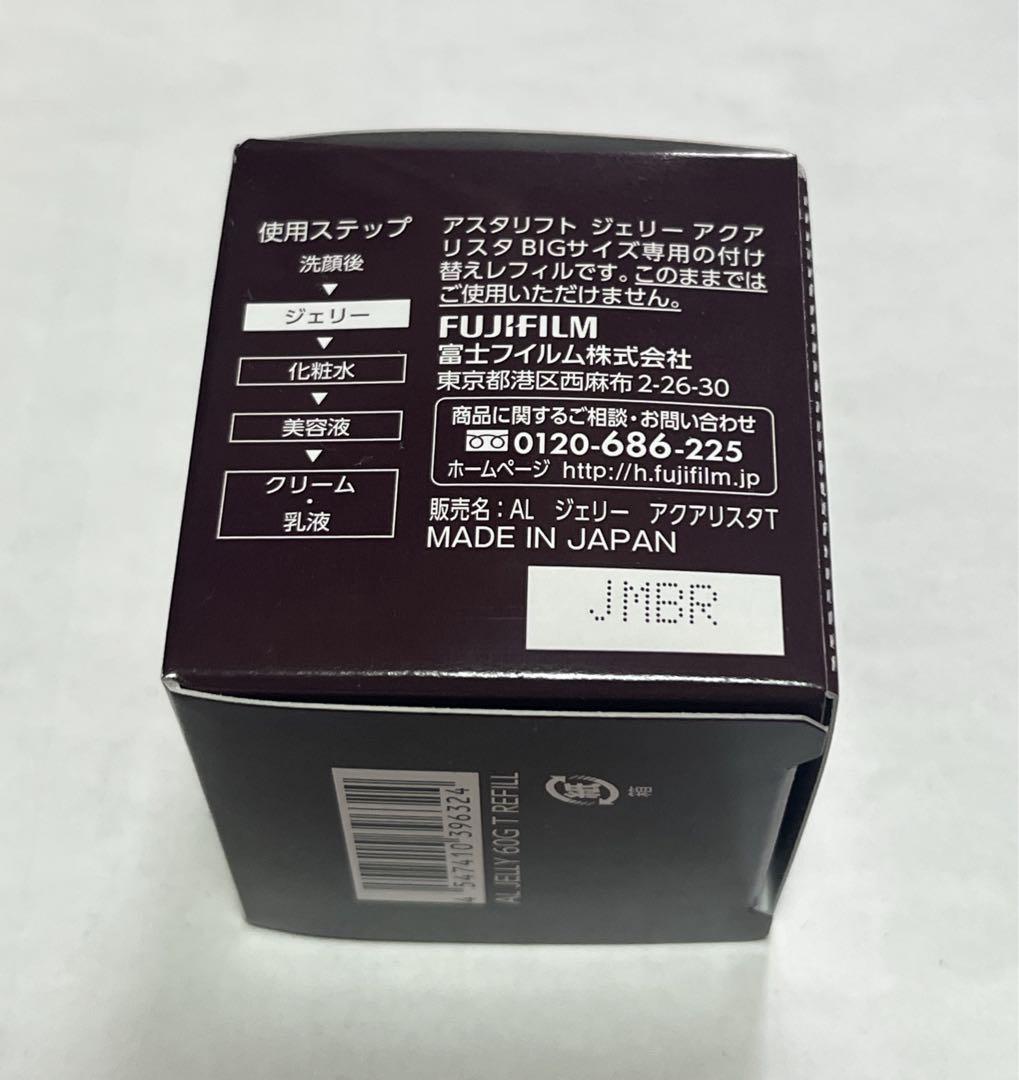 使用ステップ
洗顔後
ジェリー
化粧水
美容液
クリーム
・
乳液
アスタリフト ジェリー アクア
リスタ BIGサイズ専用の付け
替えレフィルです。このままでは
ご使用いただけません。
FUJIFILM
富士フイルム株式会社
東京都港区西麻布 2-26-30
商品に関するご相談・お問い合わせ
0120-686-225
ホームページ http://h.fujifilm.jp
販売名：AL ジェリー アクアリスタT
MADE IN JAPAN
JMBR
4 547410 396324
AL JELLY 60G T REFILL
紙
箱